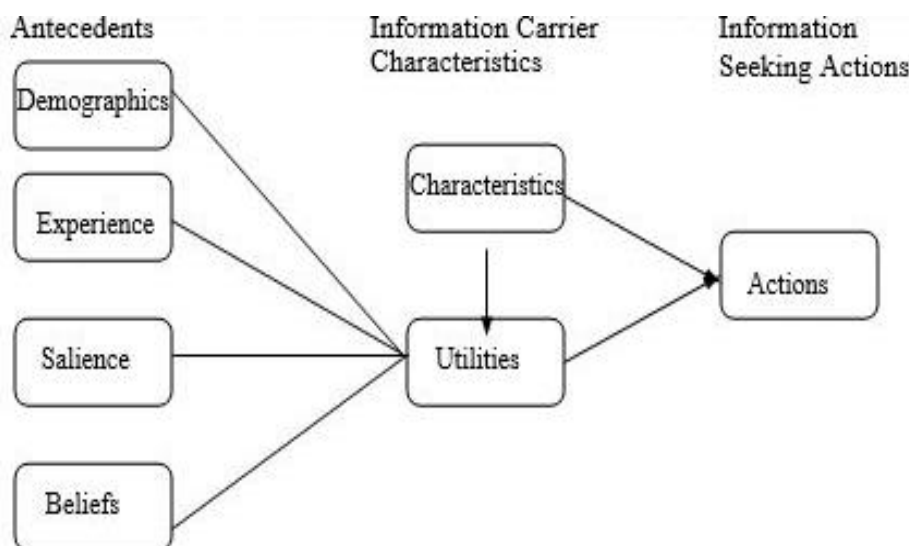 Antecedents
Information Carrier
Characteristics
Information
Seeking Actions
Demographics
Experience
Salience
Beliefs
Characteristics
Utilities
Actions